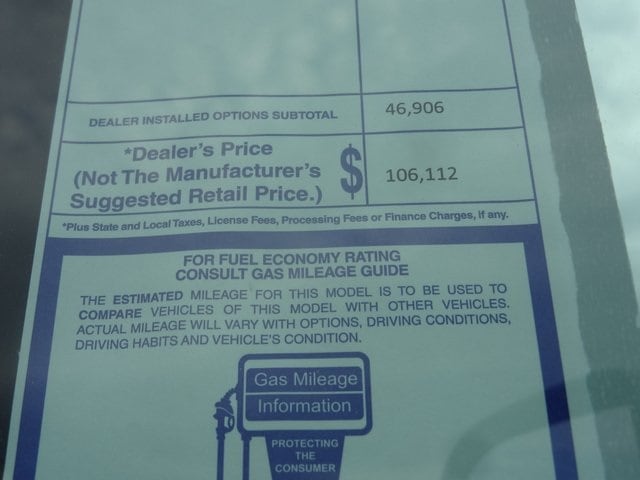 DEALER INSTALLED OPTIONS SUBTOTAL 46,906
*Dealer's Price
(Not The Manufacturer's
Suggested Retail Price.)
$ 106,112
*Plus State and Local Taxes, License Fees, Processing Fees or Finance Charges, if any.
FOR FUEL ECONOMY RATING
CONSULT GAS MILEAGE GUIDE
THE ESTIMATED MILEAGE FOR THIS MODEL IS TO BE USED TO
COMPARE VEHICLES OF THIS MODEL WITH OTHER VEHICLES.
ACTUAL MILEAGE WILL VARY WITH OPTIONS, DRIVING CONDITIONS,
DRIVING HABITS AND VEHICLE'S CONDITION.
Gas Mileage
Information
PROTECTING
THE
CONSUMER